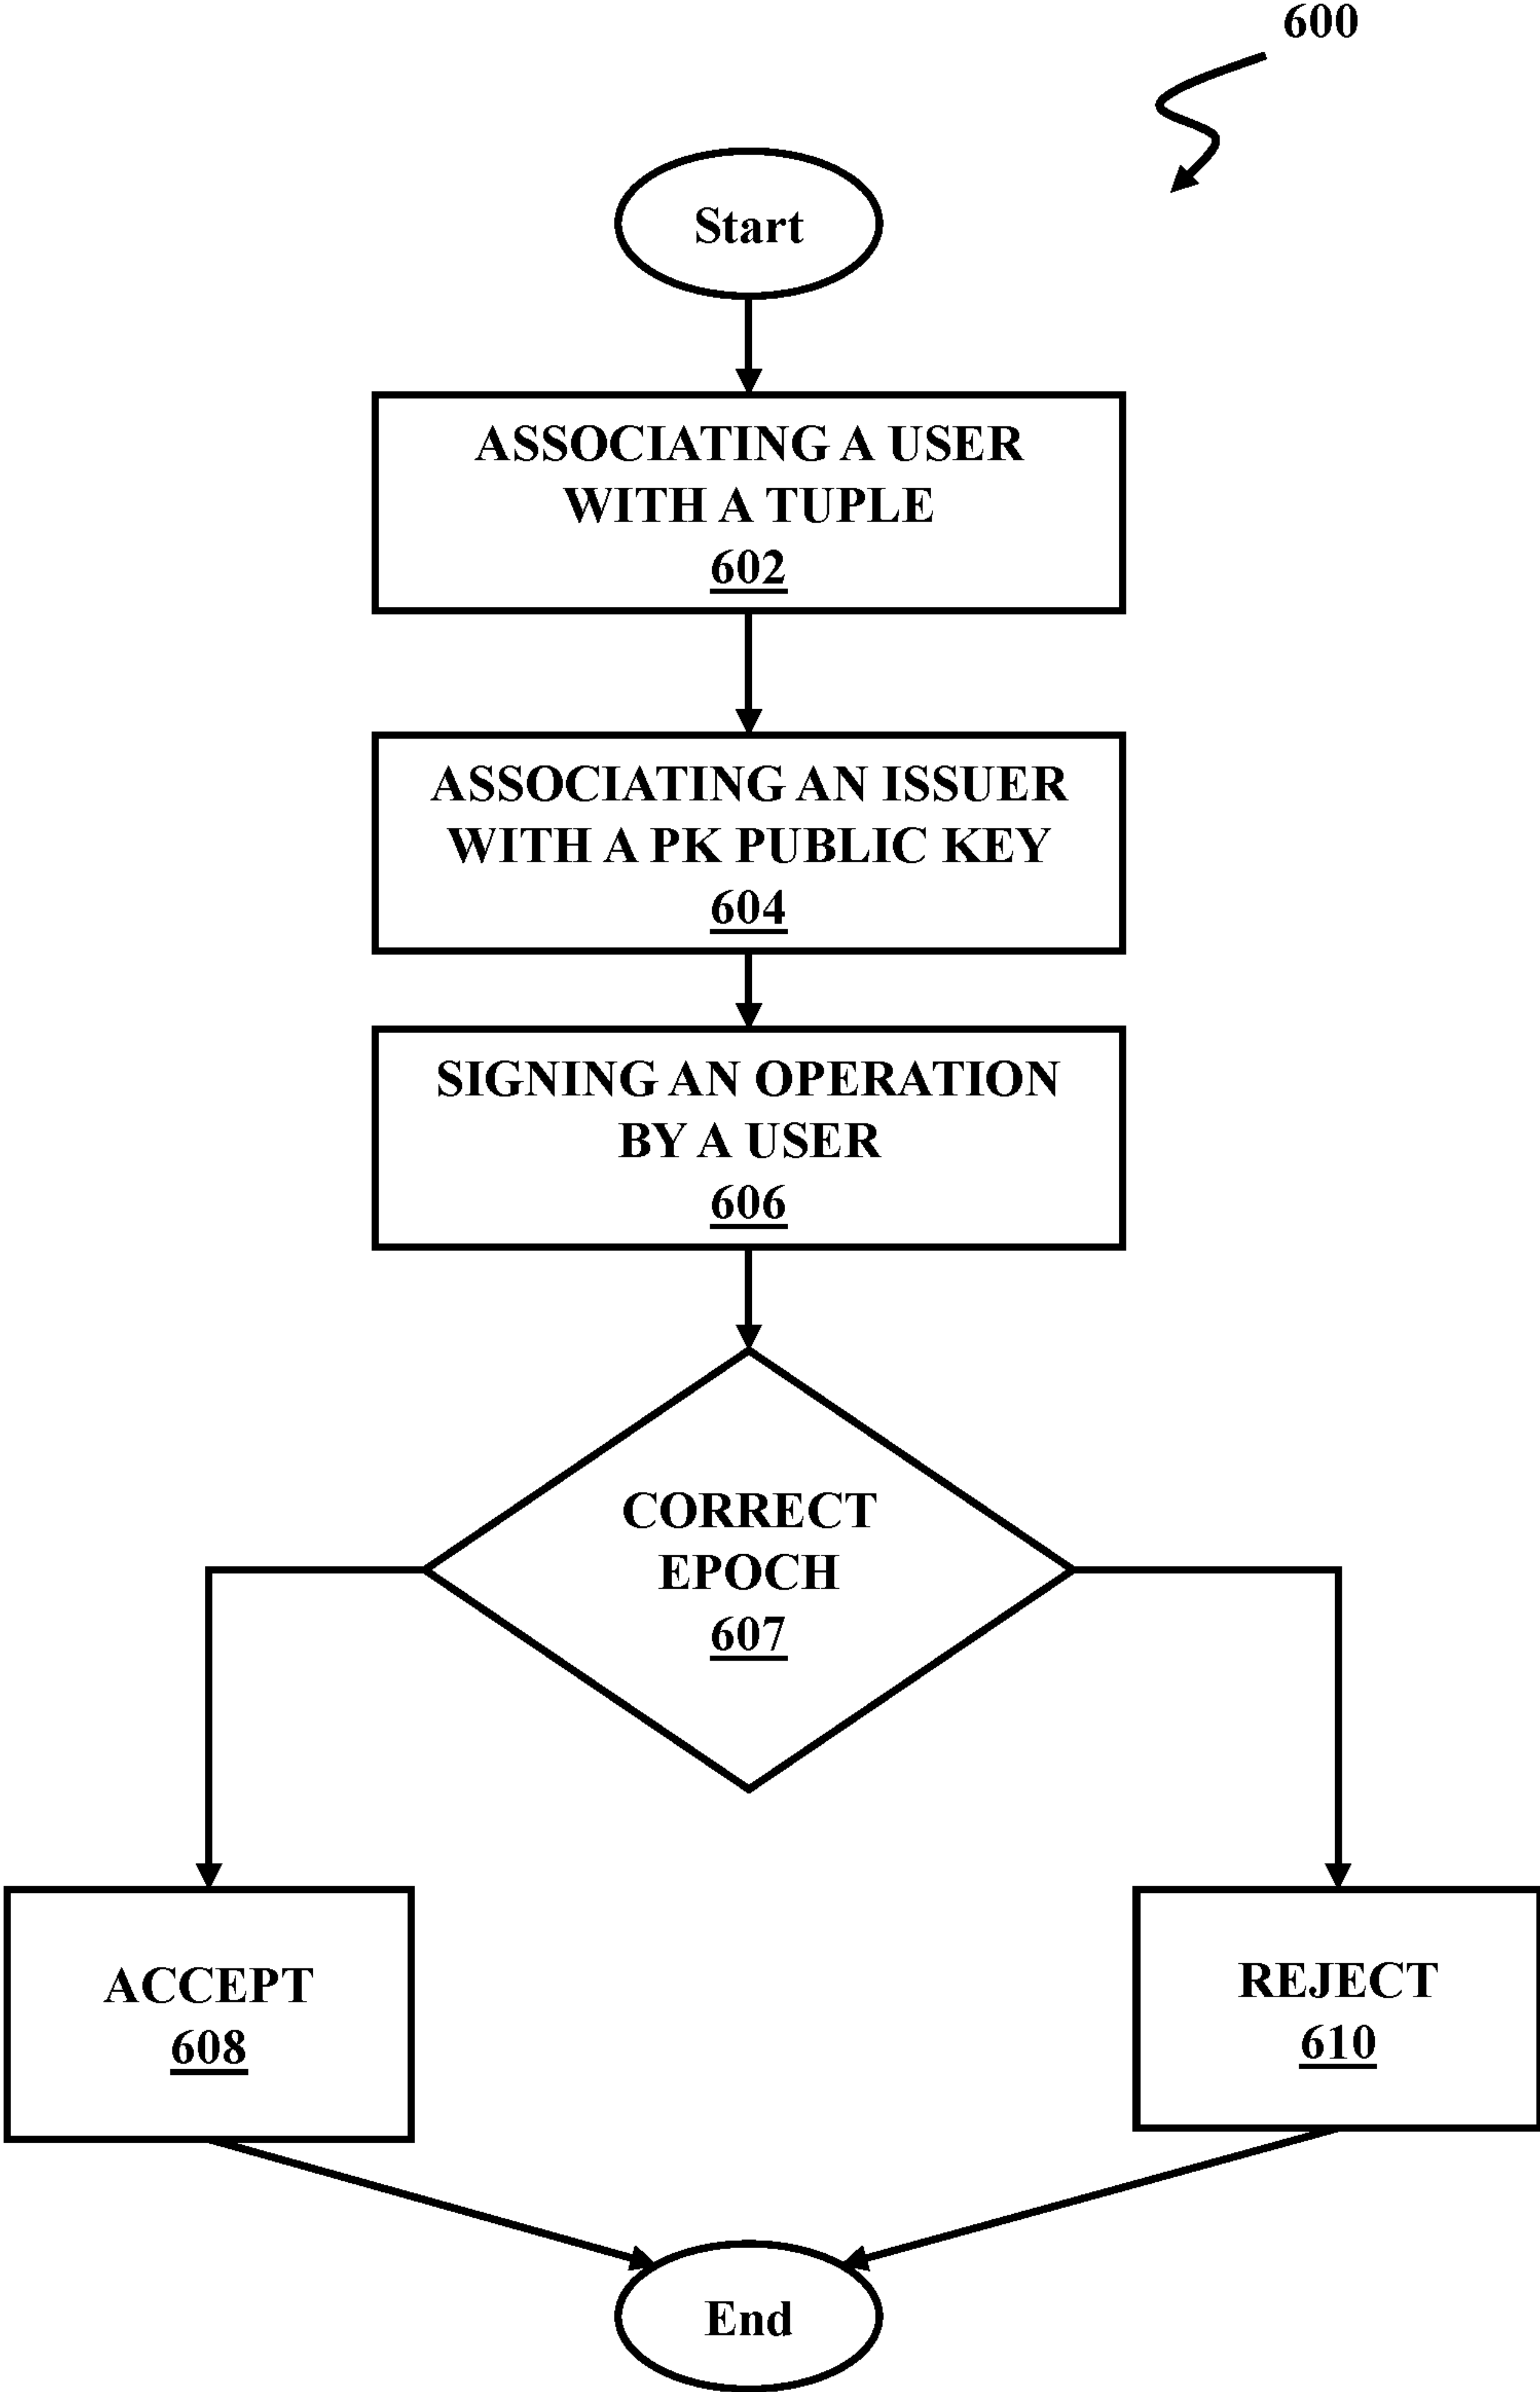 600
Start
ASSOCIATING A USER
WITH A TUPLE
602
ASSOCIATING AN ISSUER
WITH A PK PUBLIC KEY
604
SIGNING AN OPERATION
BY A USER
606
CORRECT
EPOCH
607
ACCEPT
608
REJECT
610
End